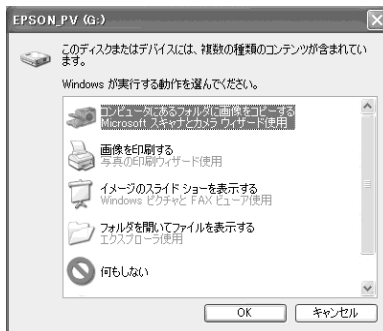 EPSON_PV (G:)
このディスクまたはデバイスには、複数の種類のコンテンツが含まれてい
ます。
Windows が実行する動作を選んでください。
コンピュータにあるフォルダに画像をコピーする
Microsoft スキャナとカメラ ウィザード使用
画像を印刷する
写真の印刷ウィザード使用
イメージのスライド ショーを表示する
Windows ピクチャと FAX ビューア使用
フォルダを開いてファイルを表示する
エクスプローラ使用
何もしない
OK
キャンセル